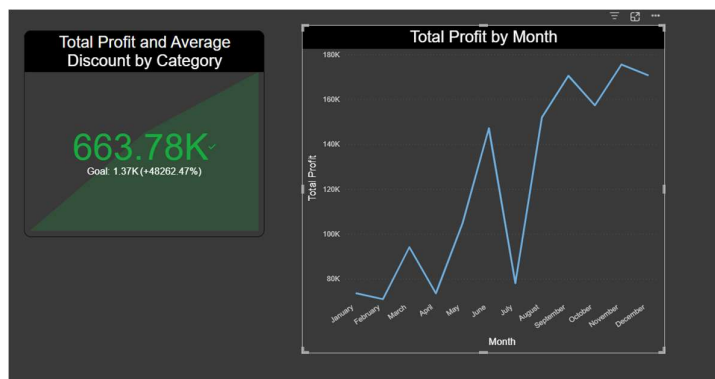 Total Profit and Average
Discount by Category
663.78K
Goal: 1.37K (+48262.47%)
Total Profit by Month
180K
160K
140K
120K
100K
80K
Total Profit
January
February
March
April
May
June
July
August
September
October
November
December
Month